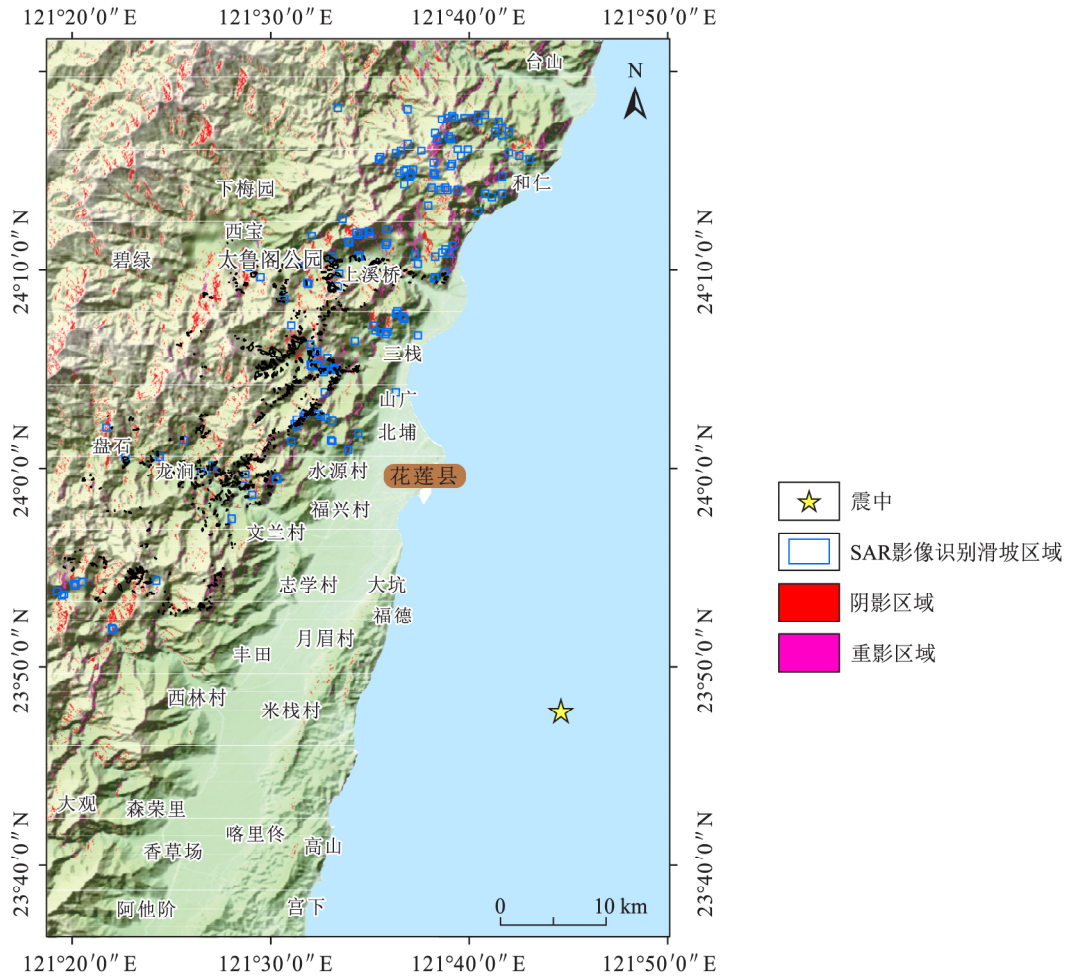 121°20′0″E 121°30′0″E 121°40′0″E 121°50′0″E
台山
N
和仁
下梅园
西宝
碧绿
太鲁阁公园
上溪桥
24°10′0″N
24°10′0″N
三栈
山广
北埔
盘石
龙涧
水源村
花莲县
24°0′0″N
24°0′0″N
福兴村
文兰村
志学村
大坑
福德
月眉村
丰田
23°50′0″N
23°50′0″N
西林村
米栈村
大观
森荣里
喀里佟
高山
香草场
23°40′0″N
23°40′0″N
阿他阶
宫下
0 10 km
121°20′0″E 121°30′0″E 121°40′0″E 121°50′0″E
震中
SAR影像识别滑坡区域
阴影区域
重影区域